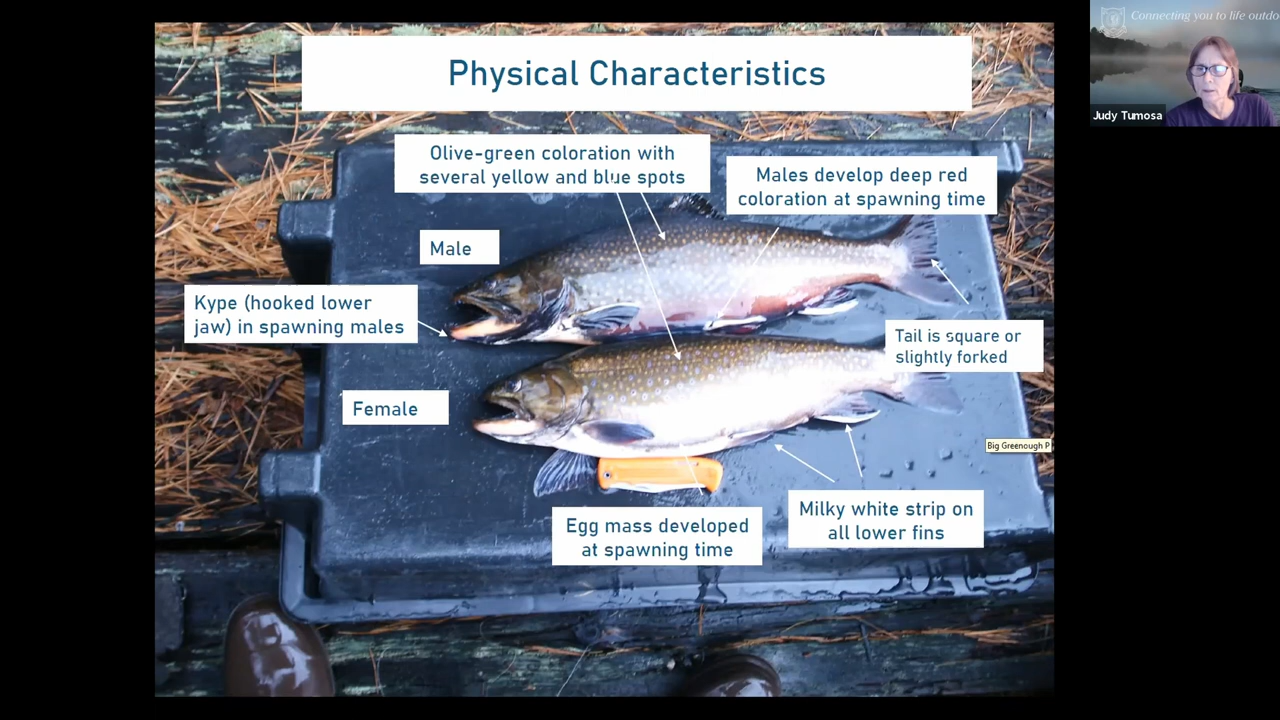 Physical Characteristics
Connecting you to life outdo
Judy Tumosa
Olive-green coloration with
several yellow and blue spots
Males develop deep red
coloration at spawning time
Male
Kype (hooked lower
jaw) in spawning males
Tail is square or
slightly forked
Female
Big Greenough P
Milky white strip on
all lower fins
Egg mass developed
at spawning time